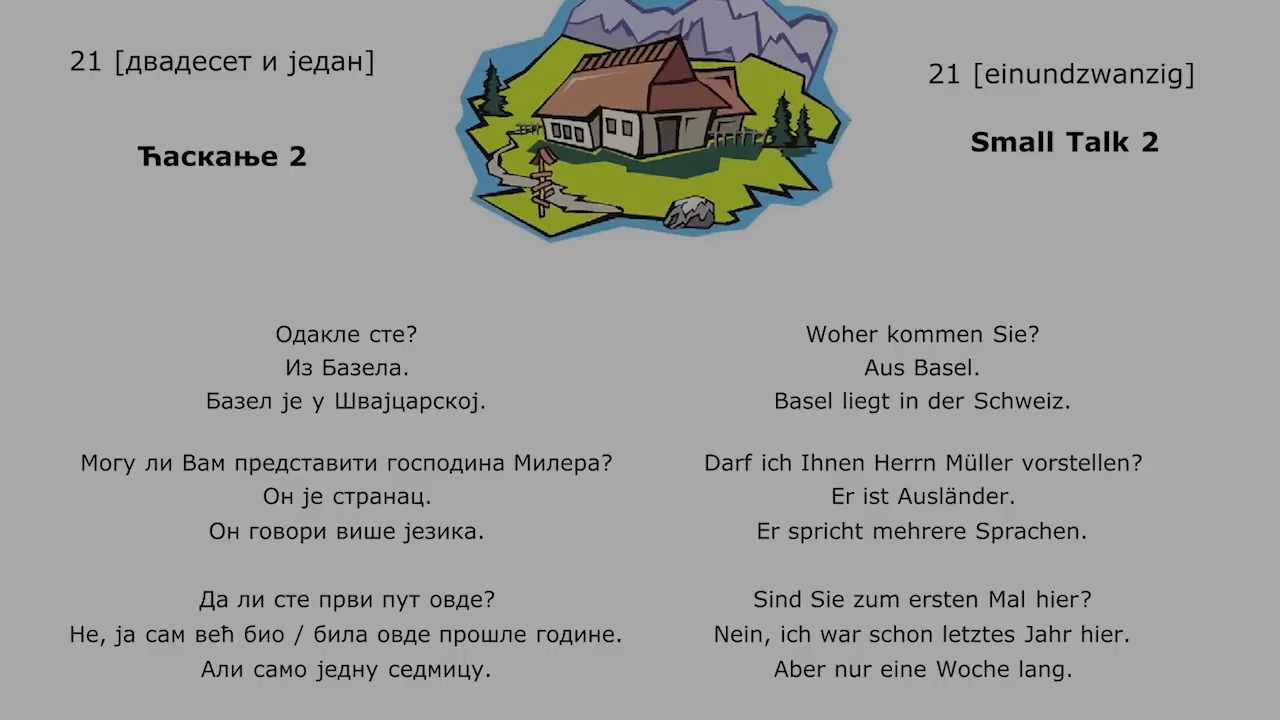 21 [двадесет и један]
Ћаскање 2
21 [einundzwanzig]
Small Talk 2
Одакле сте?
Из Базела.
Базел је у Швајцарској.
Могу ли Вам представити господина Милера?
Он је странац.
Он говори више језика.
Да ли сте први пут овде?
Не, ја сам већ био / била овде прошле године.
Али само једну седмицу.
Woher kommen Sie?
Aus Basel.
Basel liegt in der Schweiz.
Darf ich Ihnen Herrn Müller vorstellen?
Er ist Ausländer.
Er spricht mehrere Sprachen.
Sind Sie zum ersten Mal hier?
Nein, ich war schon letztes Jahr hier.
Aber nur eine Woche lang.